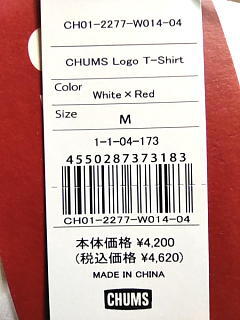 CH01-2277-W014-04
CHUMS Logo T-Shirt
Color White×Red
Size M
1-1-04-173
4550287373183
CH01-2277-W014-04
本体価格 ¥4,200
(税込価格 ¥4,620)
MADE IN CHINA
CHUMS